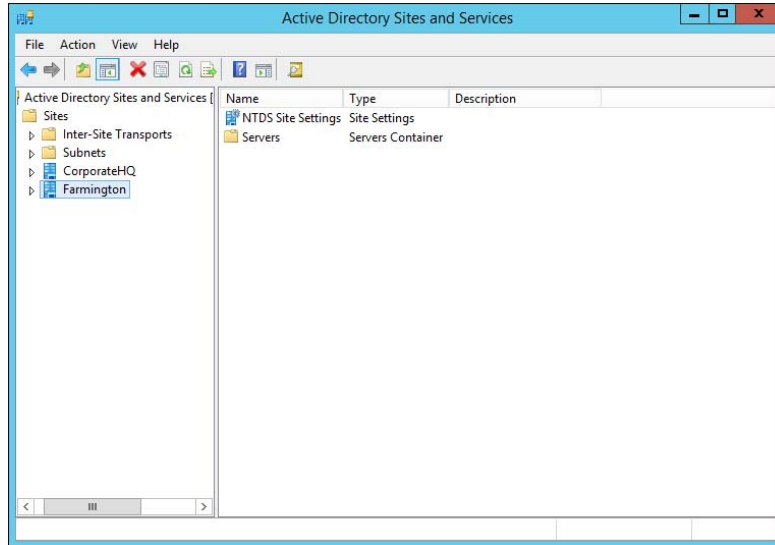 Active Directory Sites and Services
File Action View Help
Active Directory Sites and Services [
Sites
Inter-Site Transports
Subnets
CorporateHQ
Farmington
Name Type Description
NTDS Site Settings Site Settings
Servers Servers Container